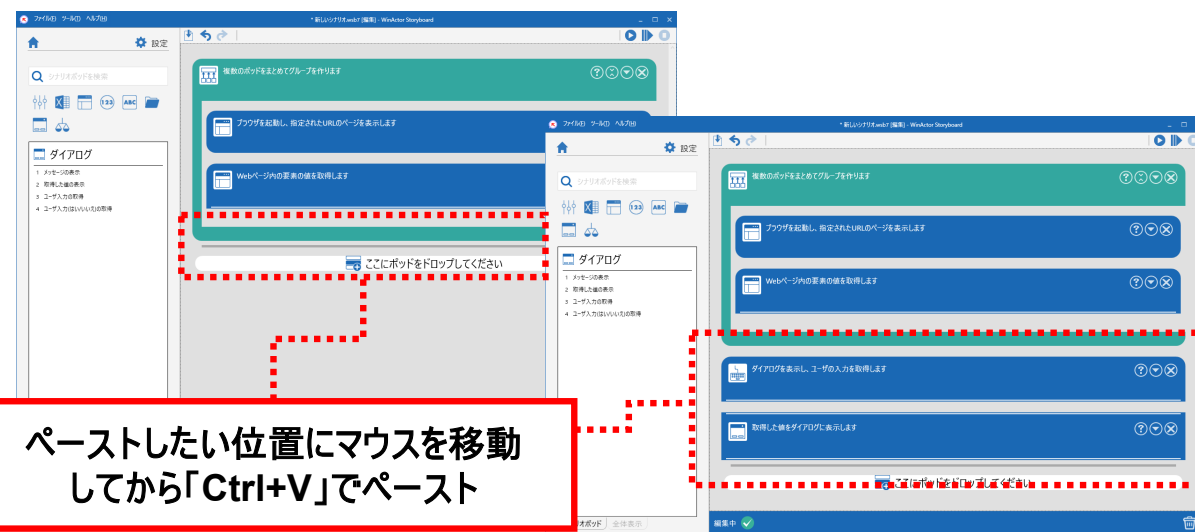 ファイル(F) ツール(T) ヘルプ(H)
* 新しいシナリオ.wsb7 [編集] - WinActor Storyboard
設定
シナリオポッドを検索
123
ABC
ダイアログ
1 メッセージの表示
2 取得した値の表示
3 ユーザ入力の取得
4 ユーザ入力(はい/いいえ)の取得
複数のポッドをまとめてグループを作ります
ブラウザを起動し、指定されたURLのページを表示します
Webページ内の要素の値を取得します
ここにポッドをドロップしてください
ファイル(F) ツール(T) ヘルプ(H)
* 新しいシナリオ.wsb7 [編集] - WinActor Storyboard
設定
シナリオポッドを検索
123
ABC
ダイアログ
1 メッセージの表示
2 取得した値の表示
3 ユーザ入力の取得
4 ユーザ入力(はい/いいえ)の取得
複数のポッドをまとめてグループを作ります
ブラウザを起動し、指定されたURLのページを表示します
Webページ内の要素の値を取得します
ダイアログを表示し、ユーザの入力を取得します
取得した値をダイアログに表示します
ここにポッドをドロップしてください
オポッド
全体表示
編集中
ペーストしたい位置にマウスを移動
してから「Ctrl+V」でペースト